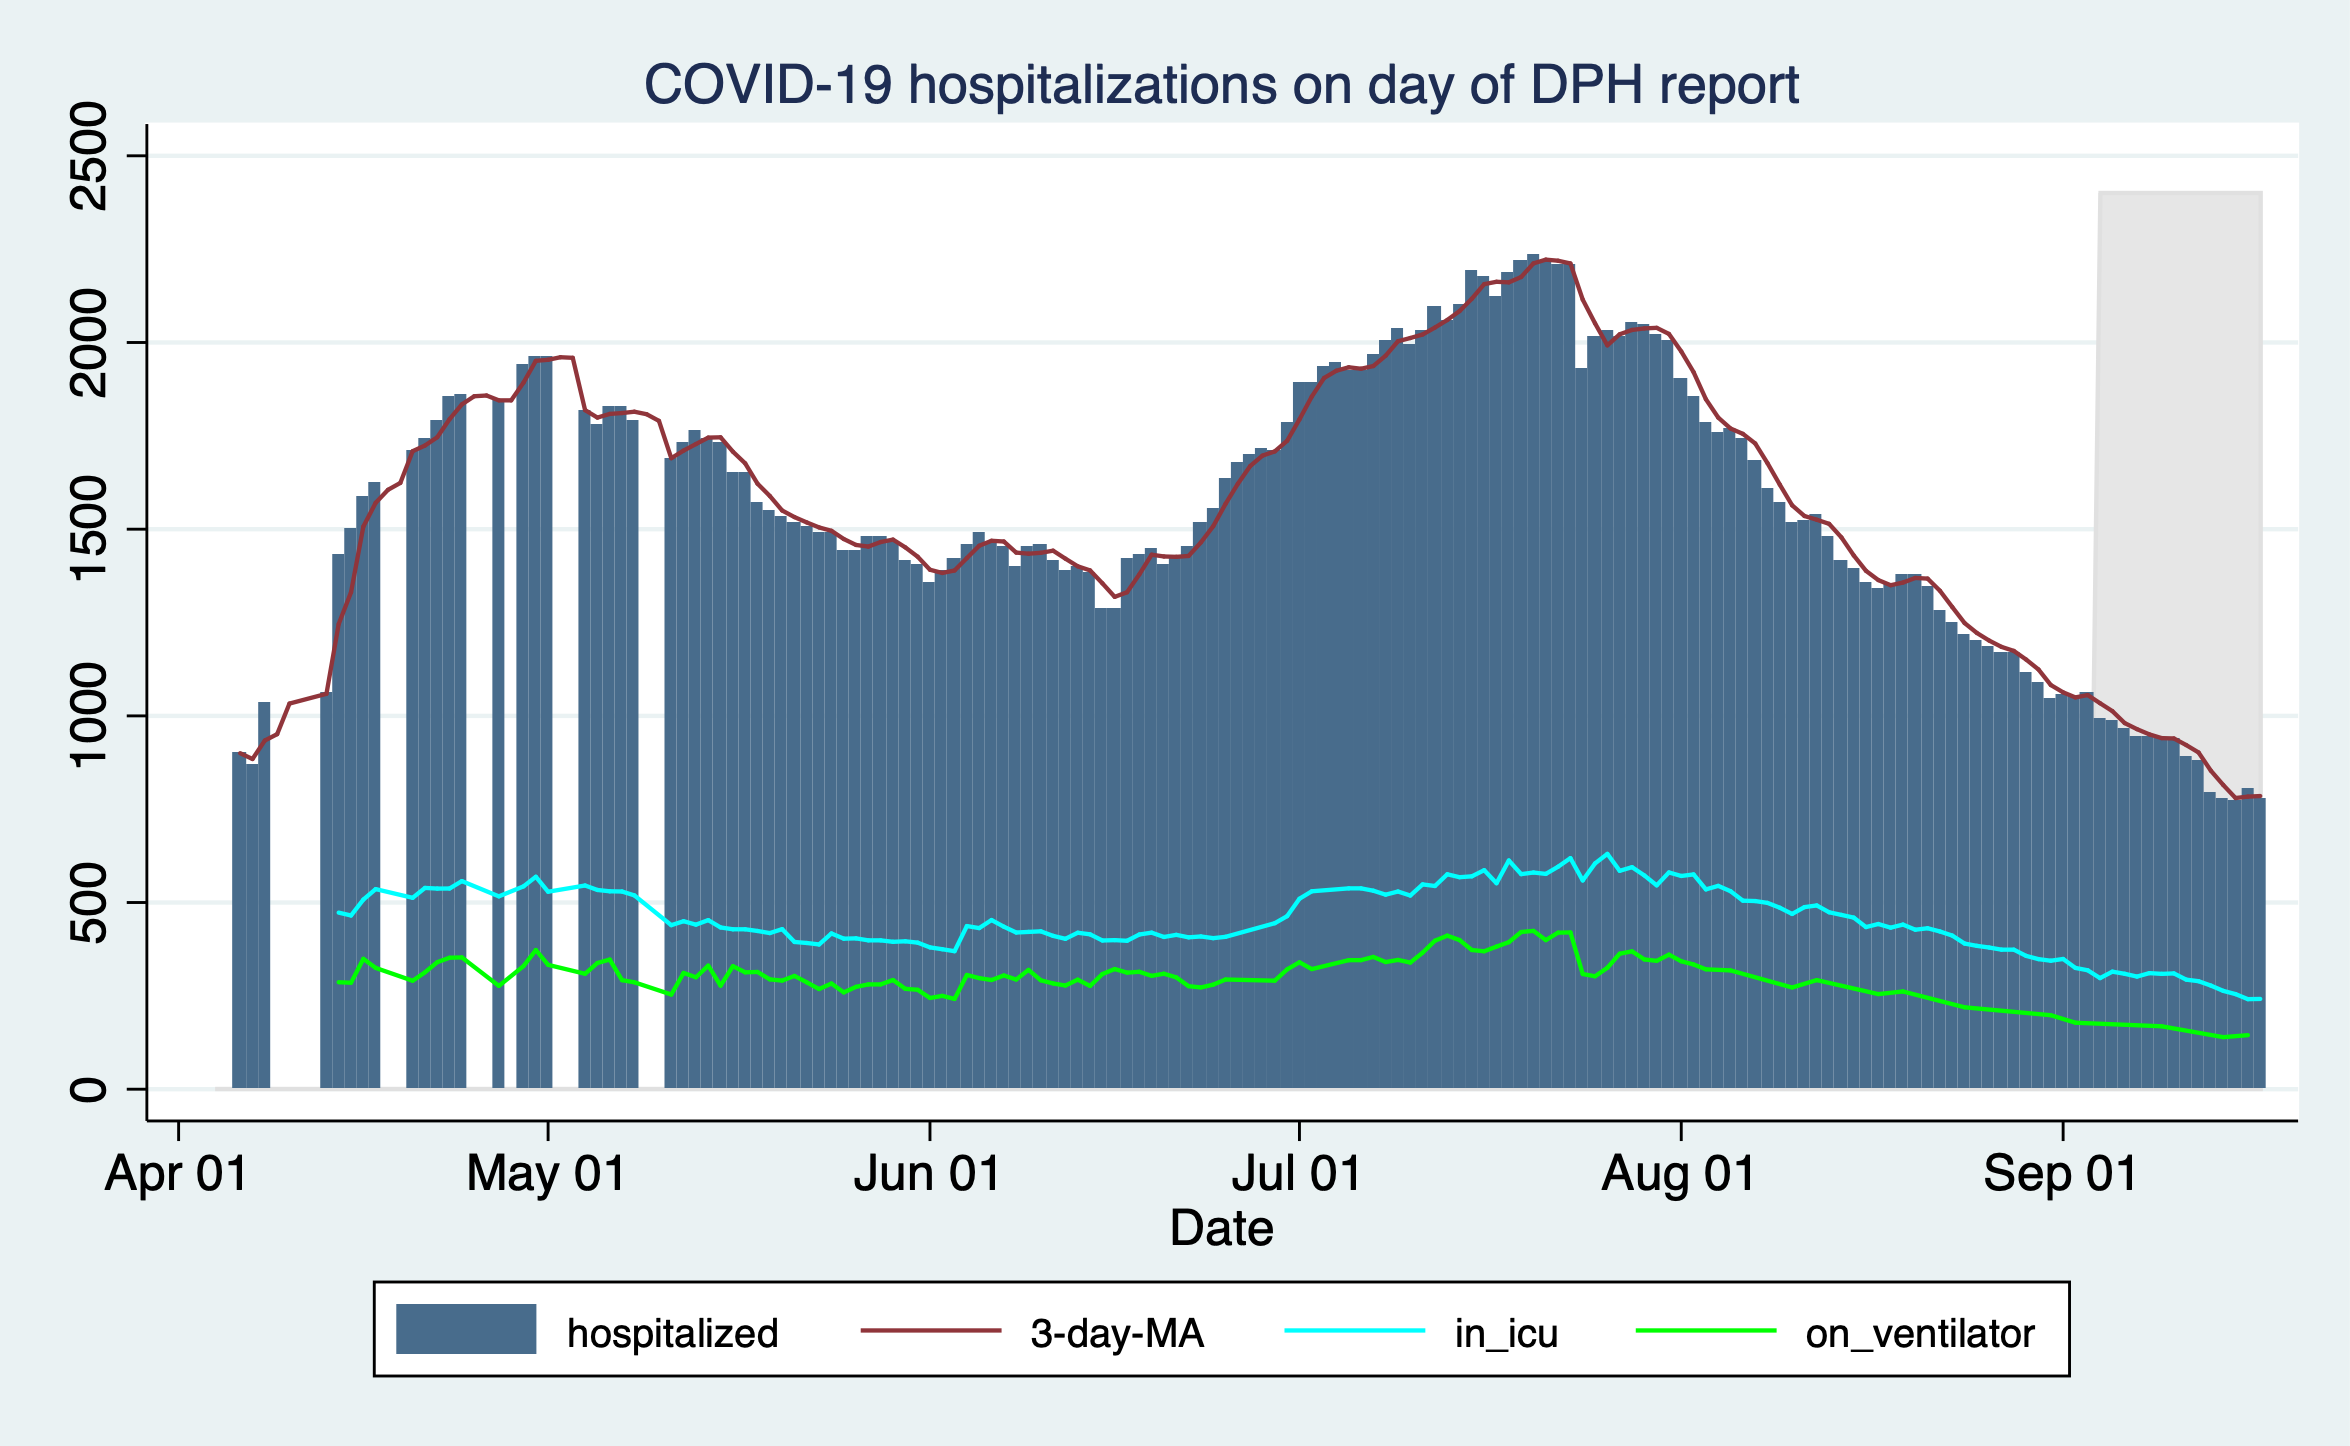 COVID-19 hospitalizations on day of DPH report
2500
2000
1500
1000
500
0
Apr 01 May 01 Jun 01 Jul 01 Aug 01 Sep 01
Date
hospitalized 3-day-MA in_icu on_ventilator